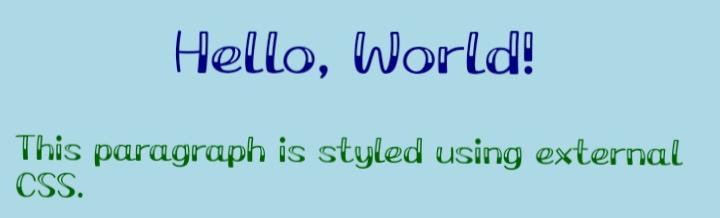 Hello, World!
This paragraph is styled using external
CSS.